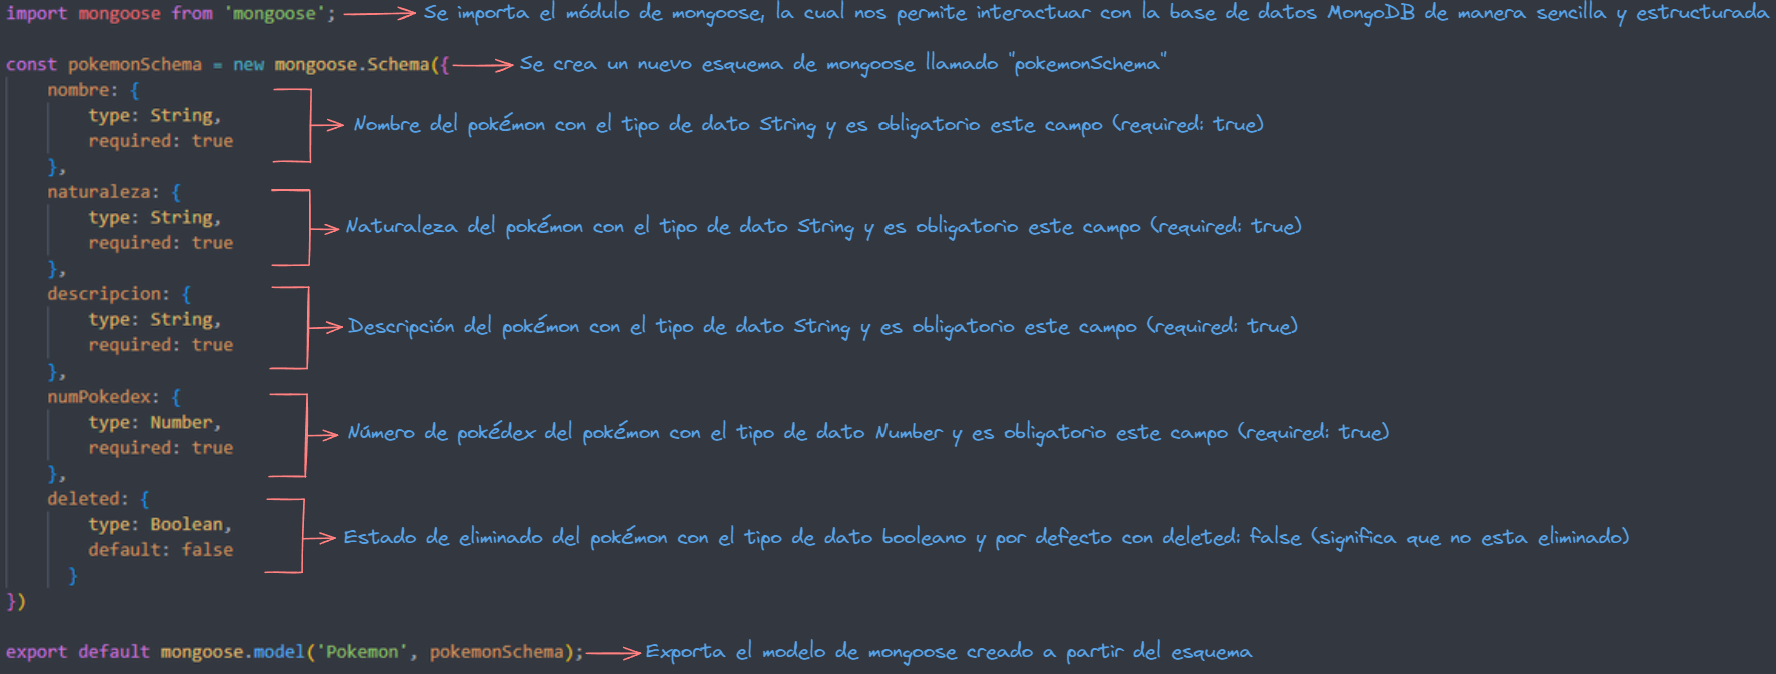 import mongoose from 'mongoose'; Se importa el módulo de mongoose, la cual nos permite interactuar con la base de datos MongoDB de manera sencilla y estructurada
const pokemonSchema = new mongoose.Schema({ Se crea un nuevo esquema de mongoose llamado "pokemonSchema"
nombre: {
type: String,
Nombre del pokémon con el tipo de dato String y es obligatorio este campo (required: true)
required: true
},
naturaleza: {
type: String,
Naturaleza del pokémon con el tipo de dato String y es obligatorio este campo (required: true)
required: true
},
descripcion: {
type: String,
Descripción del pokémon con el tipo de dato String y es obligatorio este campo (required: true)
required: true
},
numPokedex: {
type: Number,
Número de pokédex del pokémon con el tipo de dato Number y es obligatorio este campo (required: true)
required: true
},
deleted: {
type: Boolean,
Estado de eliminado del pokémon con el tipo de dato booleano y por defecto con deleted: false (significa que no esta eliminado)
default: false
}
})
export default mongoose.model('Pokemon', pokemonSchema); Exporta el modelo de mongoose creado a partir del esquema